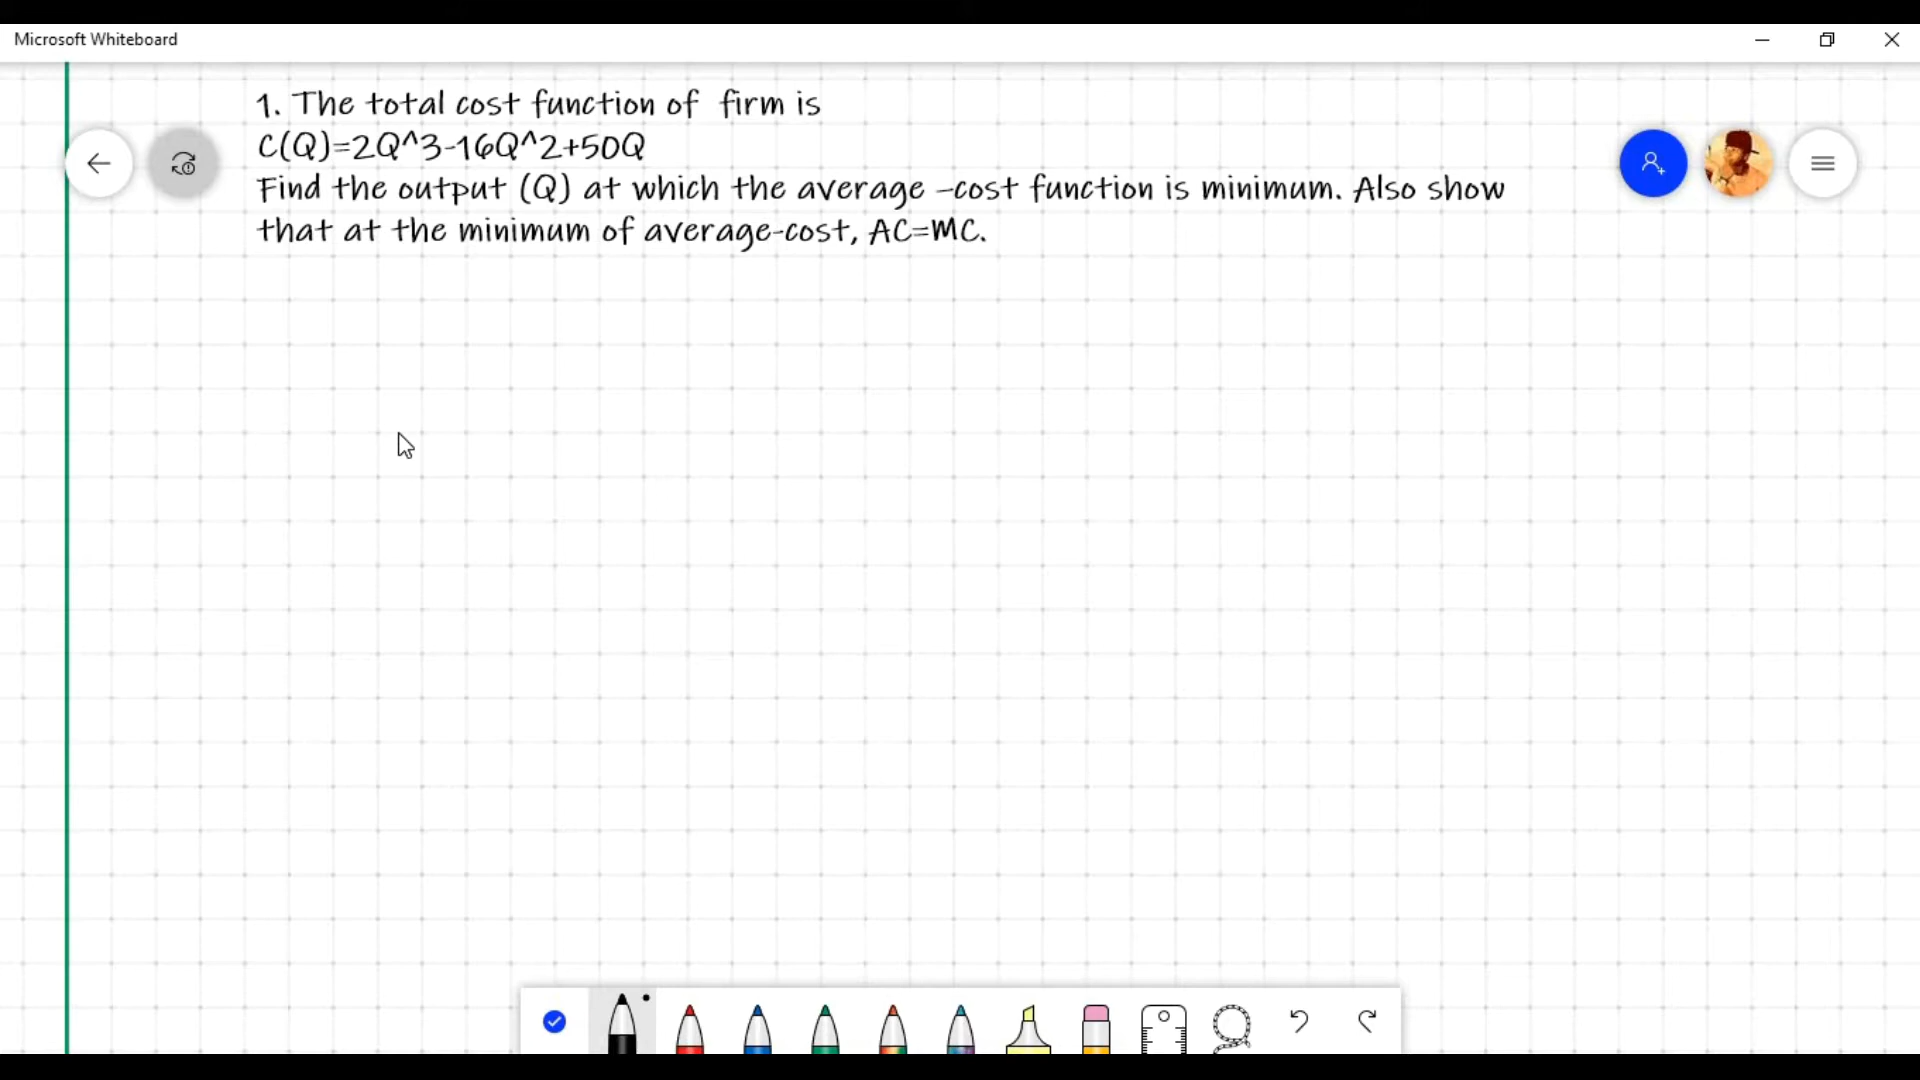 Microsoft Whiteboard
1. The total cost function of firm is
C(Q)=2Q^3-16Q^2+50Q
Find the output (Q) at which the average –cost function is minimum. Also show
that at the minimum of average-cost, AC=MC.